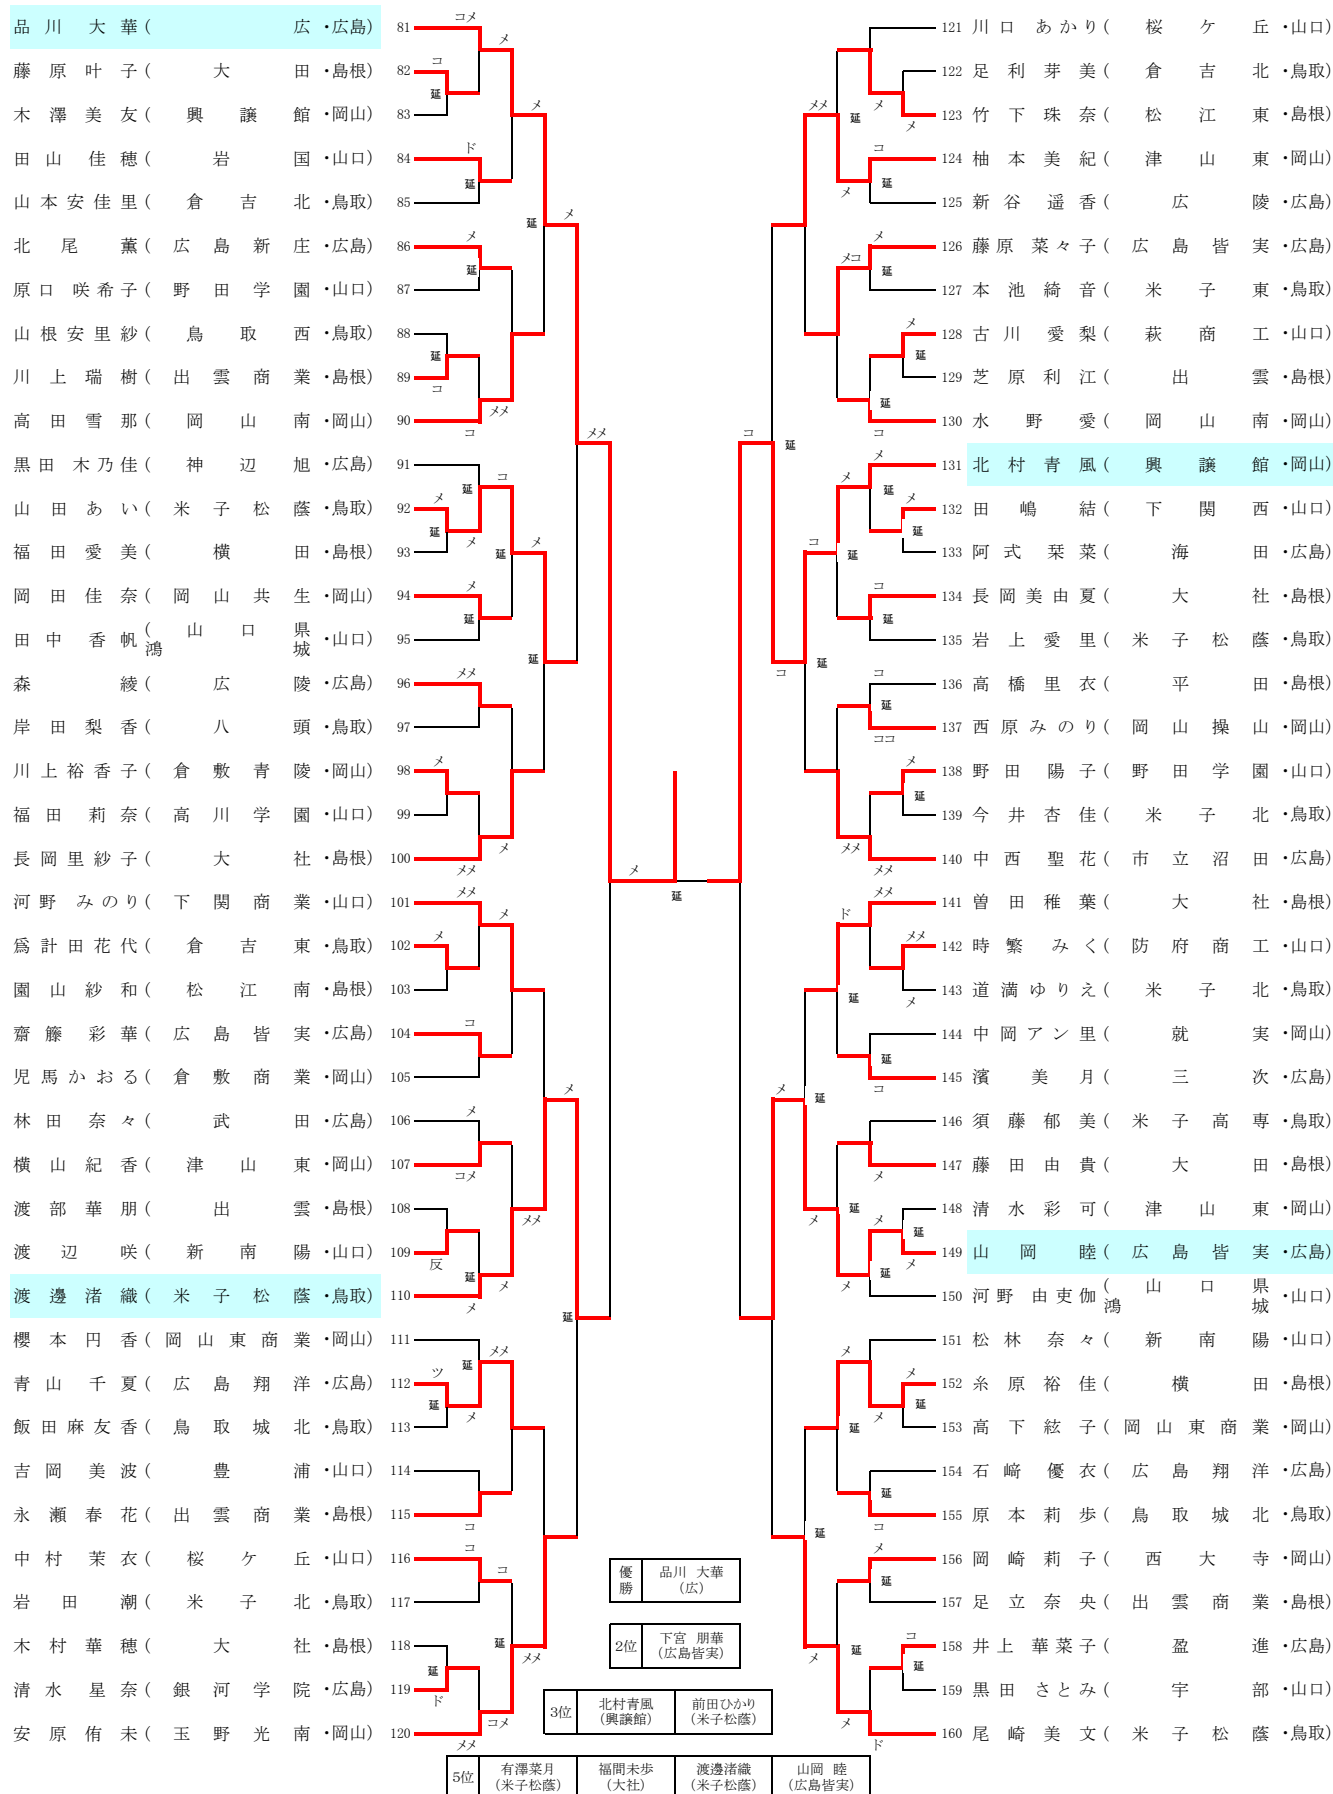 品川大華(広・広島) 81
藤原叶子(大田・島根) 82
木澤美友(興譲館・岡山) 83
田山佳穂(岩国・山口) 84
山本安佳里(倉吉北・鳥取) 85
北尾薫(広島新庄・広島) 86
原口咲希子(野田学園・山口) 87
山根安里紗(鳥取西・鳥取) 88
川上瑞樹(出雲商業・島根) 89
高田雪那(岡山南・岡山) 90
黒田木乃佳(神辺旭・広島) 91
山田あい(米子松蔭・鳥取) 92
福田愛美(横田・島根) 93
岡田佳奈(岡山共生・岡山) 94
田中香帆(山口県鴻城・山口) 95
森綾(広陵・広島) 96
岸田梨香(八頭・鳥取) 97
川上裕香子(倉敷青陵・岡山) 98
福田莉奈(高川学園・山口) 99
長岡里紗子(大社・島根) 100
河野みのり(下関商業・山口) 101
爲計田花代(倉吉東・鳥取) 102
園山紗和(松江南・島根) 103
齋籐彩華(広島皆実・広島) 104
児馬かおる(倉敷商業・岡山) 105
林田奈々(武田・広島) 106
横山紀香(津山東・岡山) 107
渡部華朋(出雲・島根) 108
渡辺咲(新南陽・山口) 109
渡邊渚織(米子松蔭・鳥取) 110
櫻本円香(岡山東商業・岡山) 111
青山千夏(広島翔洋・広島) 112
飯田麻友香(鳥取城北・鳥取) 113
吉岡美波(豊浦・山口) 114
永瀬春花(出雲商業・島根) 115
中村茉衣(桜ケ丘・山口) 116
岩田潮(米子北・鳥取) 117
木村華穂(大社・島根) 118
清水星奈(銀河学院・広島) 119
安原侑未(玉野光南・岡山) 120
121 川口あかり(桜ケ丘・山口)
122 足利芽美(倉吉北・鳥取)
123 竹下珠奈(松江東・島根)
124 柚本美紀(津山東・岡山)
125 新谷遥香(広陵・広島)
126 藤原菜々子(広島皆実・広島)
127 本池綺音(米子東・鳥取)
128 古川愛梨(萩商工・山口)
129 芝原利江(出雲・島根)
130 水野愛(岡山南・岡山)
131 北村青風(興譲館・岡山)
132 田嶋結(下関西・山口)
133 阿式栞菜(海田・広島)
134 長岡美由夏(大社・島根)
135 岩上愛里(米子松蔭・鳥取)
136 高橋里衣(平田・島根)
137 西原みのり(岡山操山・岡山)
138 野田陽子(野田学園・山口)
139 今井杏佳(米子北・鳥取)
140 中西聖花(市立沼田・広島)
141 曽田稚葉(大社・島根)
142 時繁みく(防府商工・山口)
143 道満ゆりえ(米子北・鳥取)
144 中岡アン里(就実・岡山)
145 濱美月(三次・広島)
146 須藤郁美(米子高専・鳥取)
147 藤田由貴(大田・島根)
148 清水彩可(津山東・岡山)
149 山岡睦(広島皆実・広島)
150 河野由吏伽(山口県鴻城・山口)
151 松林奈々(新南陽・山口)
152 糸原裕佳(横田・島根)
153 高下絃子(岡山東商業・岡山)
154 石﨑優衣(広島翔洋・広島)
155 原本莉歩(鳥取城北・鳥取)
156 岡崎莉子(西大寺・岡山)
157 足立奈央(出雲商業・島根)
158 井上華菜子(盈進・広島)
159 黒田さとみ(宇部・山口)
160 尾崎美文(米子松蔭・鳥取)
優勝 品川 大華
(広)
2位 下宮 朋華
(広島皆実)
3位 北村青風 前田ひかり
(興譲館) (米子松蔭)
5位 有澤菜月 福間未歩 渡邊渚織 山岡 睦
(米子松蔭) (大社) (米子松蔭) (広島皆実)